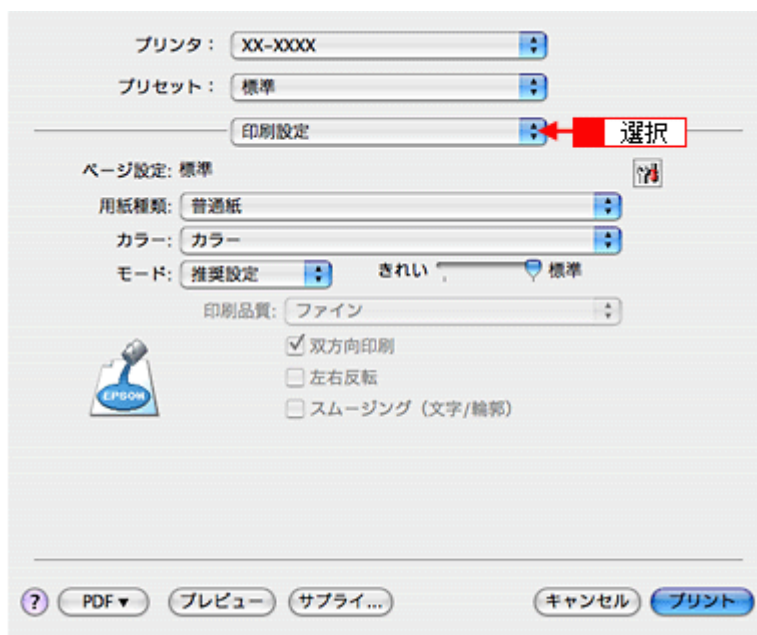 プリンタ： XX-XXXX
プリセット： 標準
印刷設定 選択
ページ設定: 標準
用紙種類: 普通紙
カラー: カラー
モード: 推奨設定 きれい 標準
印刷品質: ファイン
双方向印刷
左右反転
EPSON
スムージング（文字/輪郭）
? PDF▼ プレビュー サプライ... キャンセル プリント